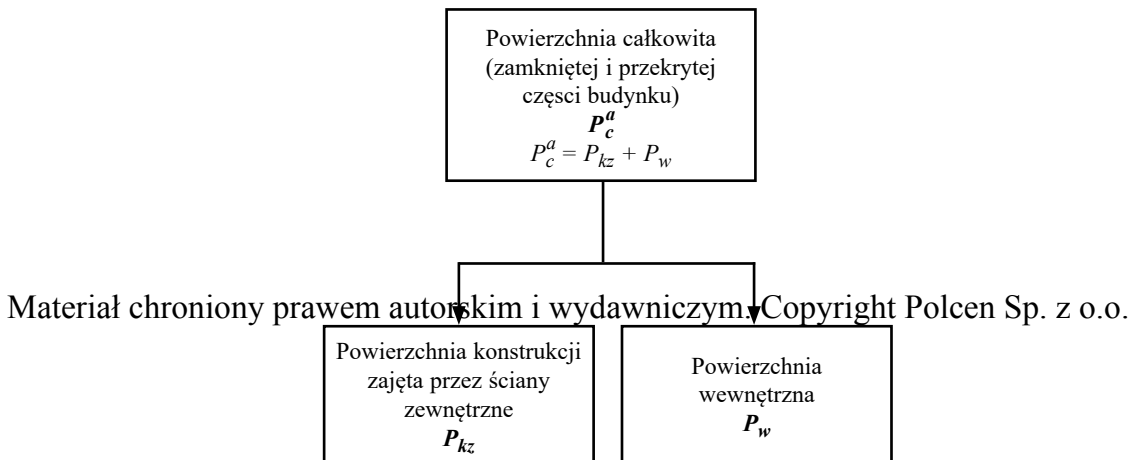 Powierzchnia całkowita
(zamkniętej i przekrytej
częsci budynku)
P_c^a
P_c^a = P_kz + P_w
Materiał chroniony prawem autorskim i wydawniczym. Copyright Polcen Sp. z o.o.
Powierzchnia konstrukcji
zajęta przez ściany
zewnętrzne
P_kz
Powierzchnia
wewnętrzna
P_w